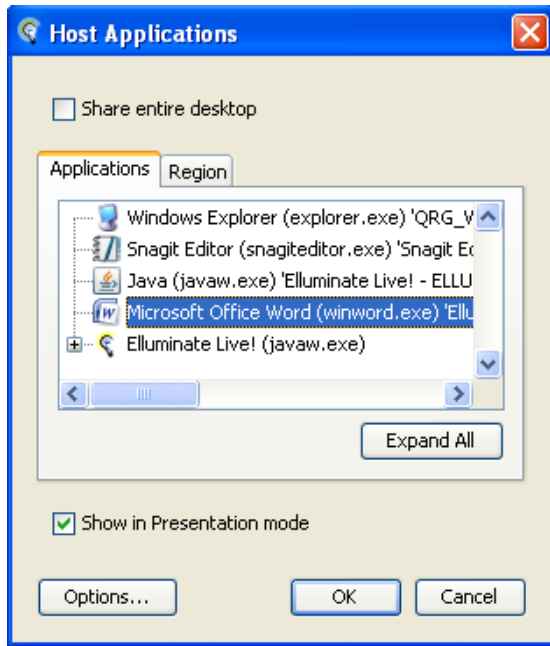 Host Applications
Share entire desktop
Applications Region
Windows Explorer (explorer.exe) 'QRG_
Snagit Editor (snagiteditor.exe) 'Snagit
Java (javaw.exe) 'Elluminate Live! - ELLU
Microsoft Office Word (winword.exe)
Elluminate Live! (javaw.exe)
Expand All
Show in Presentation mode
Options... OK Cancel